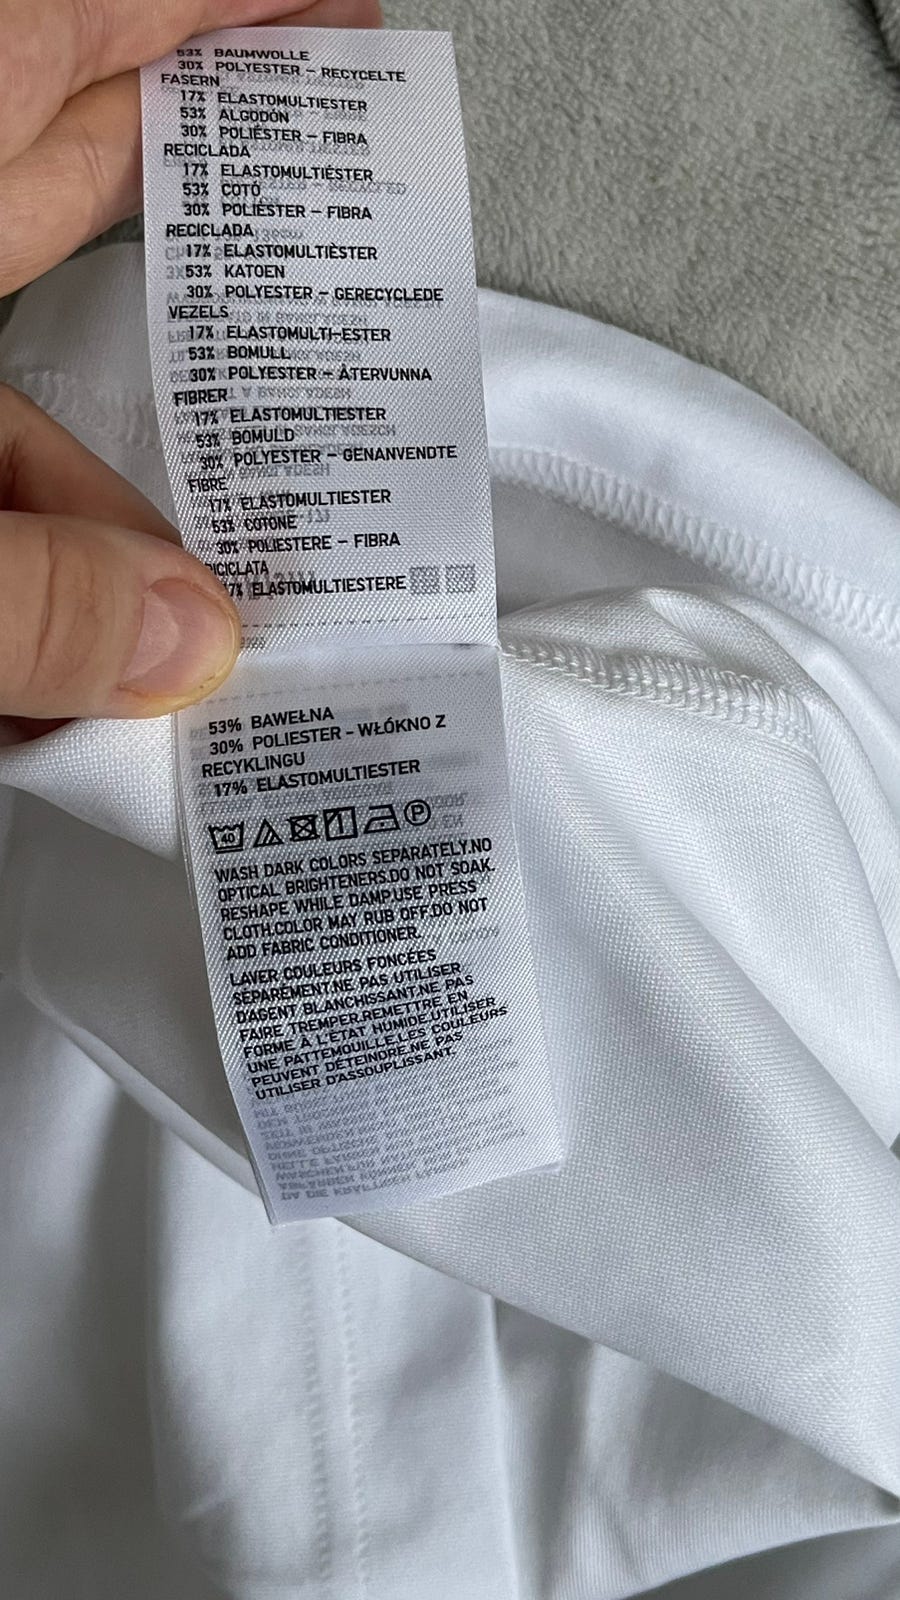 53% BAUMWOLLE
30% POLYESTER – RECYCELTE
FASERN
17% ELASTOMULTIESTER
53% ALGODÓN
30% POLIÉSTER – FIBRA
RECICLADA
17% ELASTOMULTIÉSTER
53% COTÓ
30% POLIÈSTER – FIBRA
RECICLADA
17% ELASTOMULTIÈSTER
53% KATOEN
30% POLYESTER – GERECYCLEDE
VEZELS
17% ELASTOMULTI-ESTER
53% BOMULL
30% POLYESTER – ÅTERVUNNA
FIBRER
17% ELASTOMULTIESTER
53% BOMULD
30% POLYESTER – GENANVENDTE
FIBRE
17% ELASTOMULTIESTER
53% COTONE
30% POLIESTERE – FIBRA
RICICLATA
7% ELASTOMULTIESTERE
53% BAWEŁNA
30% POLIESTER - WŁÓKNO Z
RECYKLINGU
17% ELASTOMULTIESTER
40 P
WASH DARK COLORS SEPARATELY.NO
OPTICAL BRIGHTENERS.DO NOT SOAK.
RESHAPE WHILE DAMP.USE PRESS
CLOTH.COLOR MAY RUB OFF.DO NOT
ADD FABRIC CONDITIONER.
LAVER COULEURS FONCÉES
SÉPARÉMENT.NE PAS UTILISER
D'AGENT BLANCHISSANT.NE PAS
FAIRE TREMPER.REMETTRE EN
FORME À L'ÉTAT HUMIDE.UTILISER
UNE PATTEMOUILLE.LES COULEURS
PEUVENT DÉTEINDRE.NE PAS
UTILISER D'ASSOUPLISSANT.